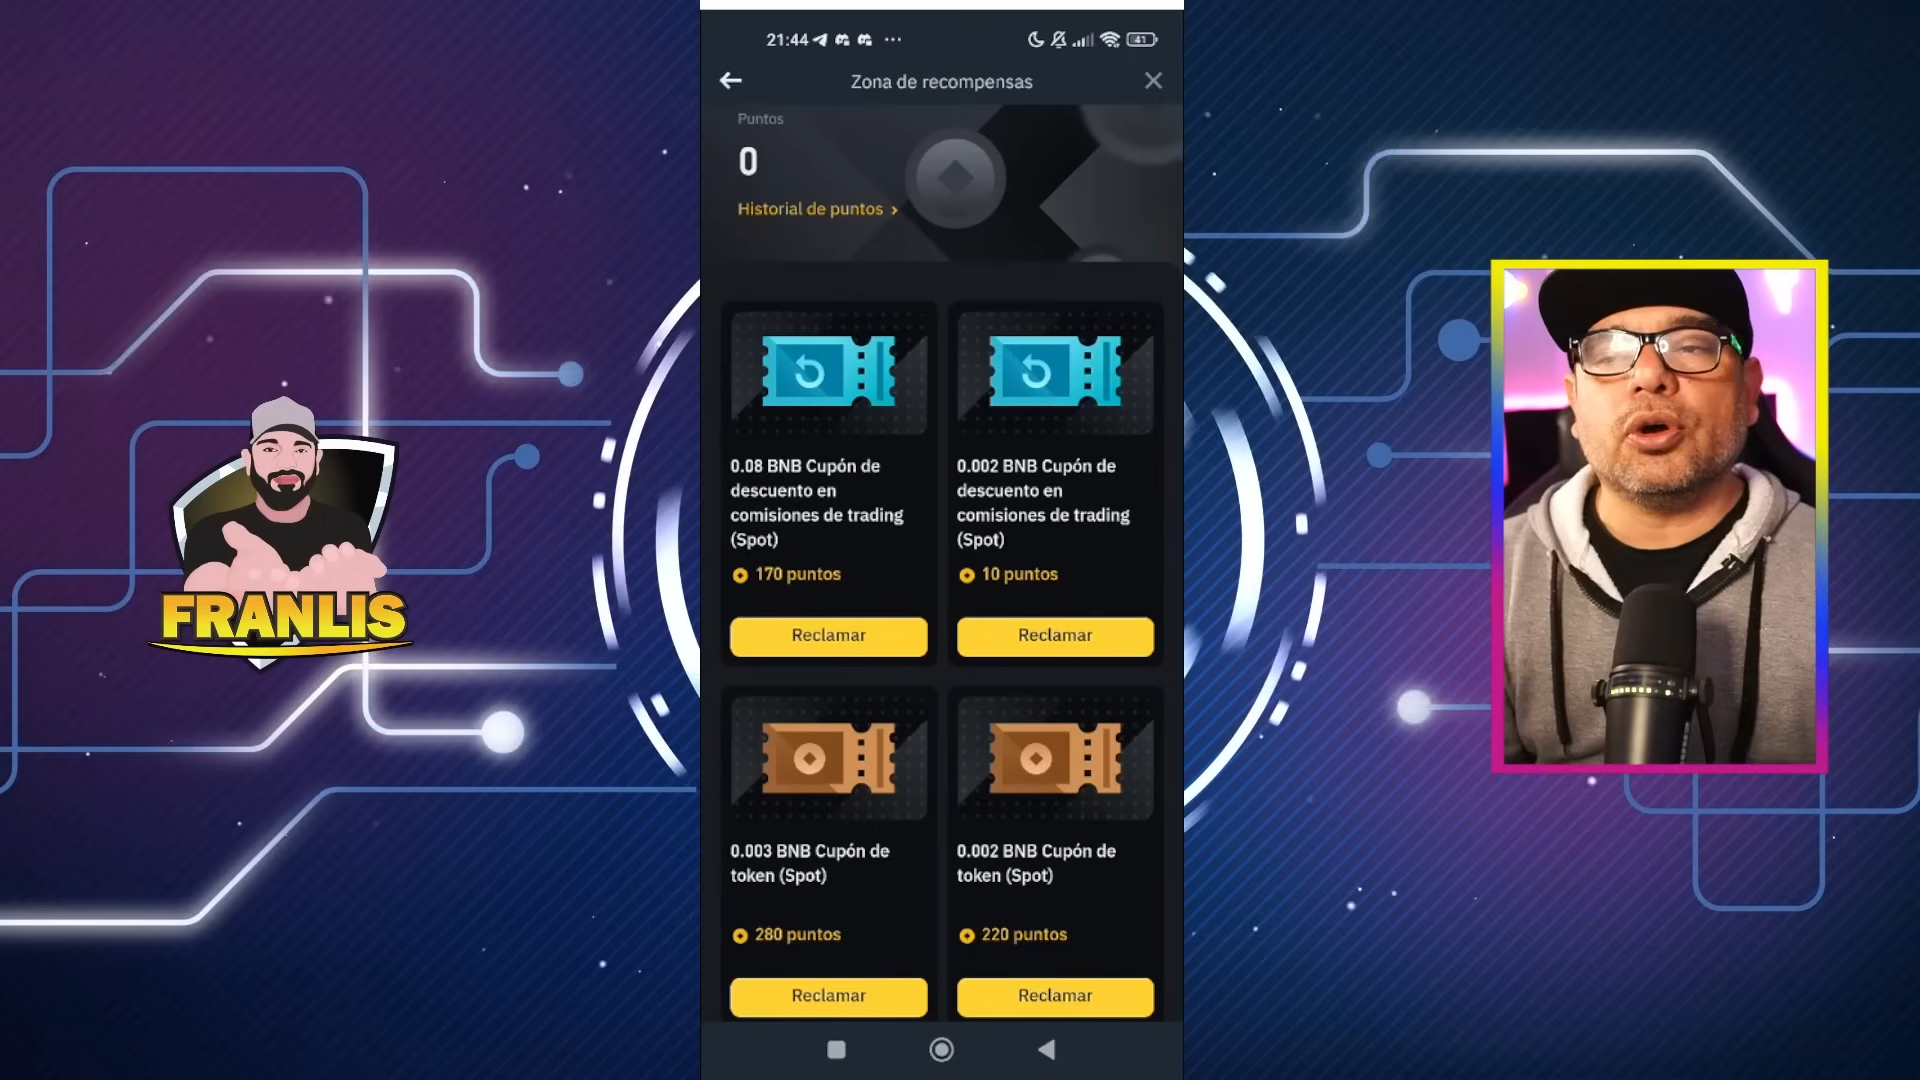 21:44
41
Zona de recompensas
Puntos
0
Historial de puntos
0.08 BNB Cupón de
descuento en
comisiones de trading
(Spot)
170 puntos
Reclamar
0.002 BNB Cupón de
descuento en
comisiones de trading
(Spot)
10 puntos
Reclamar
0.003 BNB Cupón de
token (Spot)
280 puntos
Reclamar
0.002 BNB Cupón de
token (Spot)
220 puntos
Reclamar
FRANLIS